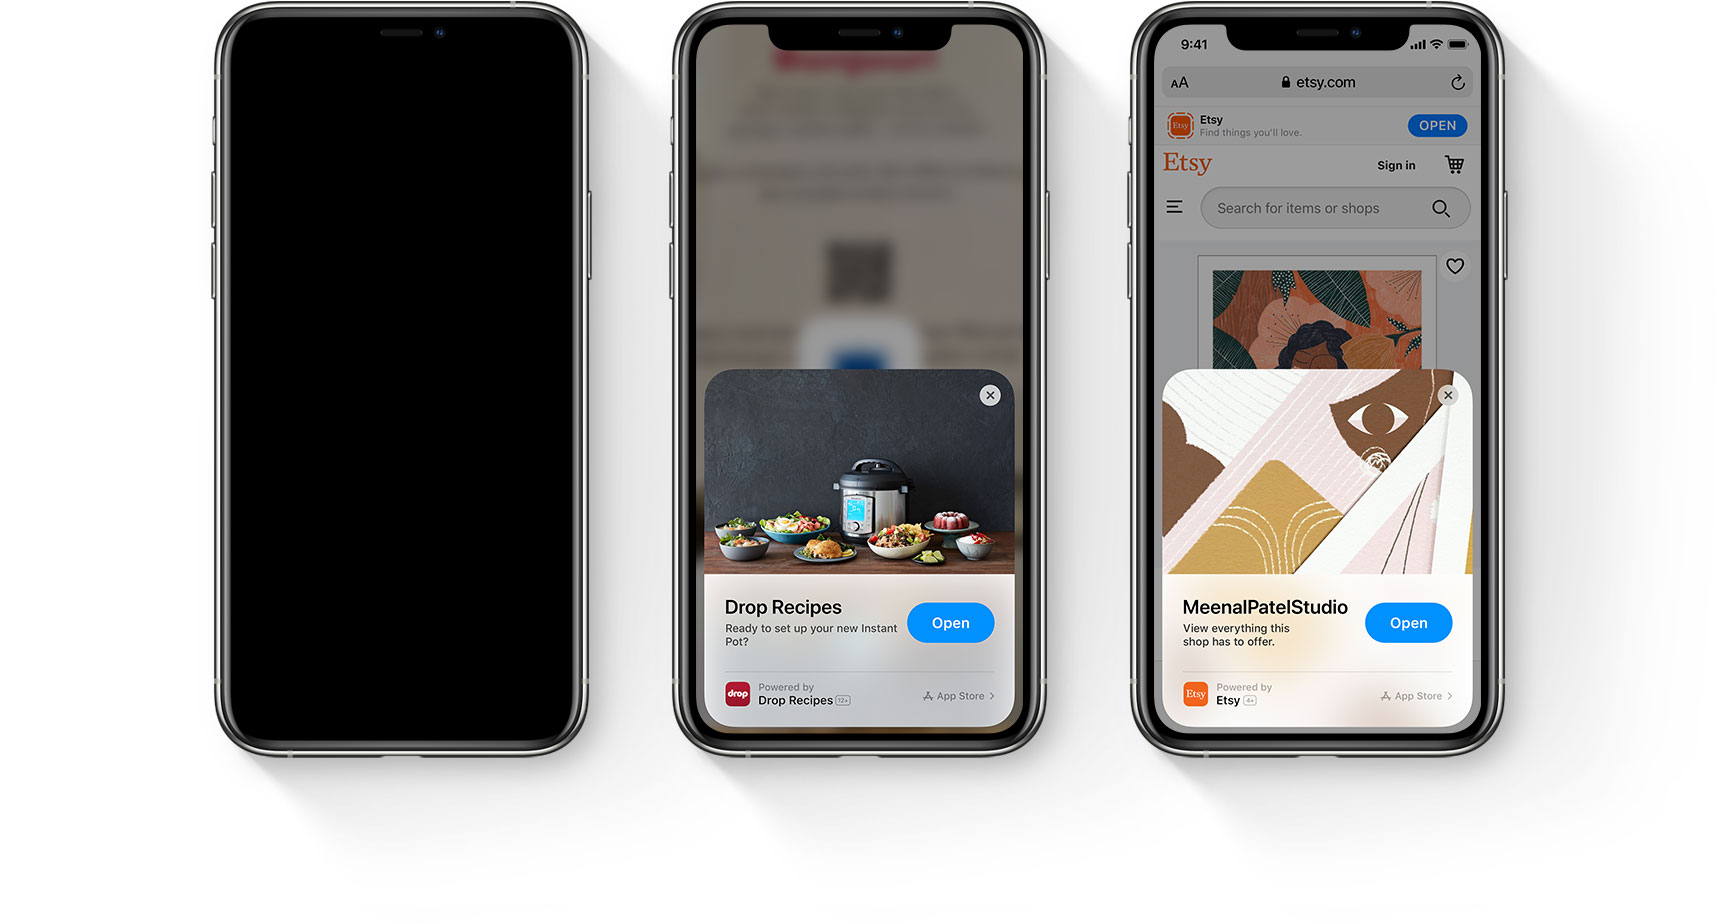 Drop Recipes
Ready to set up your new Instant
Pot?
Open
drop
Powered by
Drop Recipes 12+
App Store
9:41
AA
etsy.com
Etsy
Etsy
Find things you'll love.
OPEN
Etsy
Sign in
Search for items or shops
MeenalPatelStudio
View everything this
shop has to offer.
Open
Etsy
Powered by
Etsy 4+
App Store